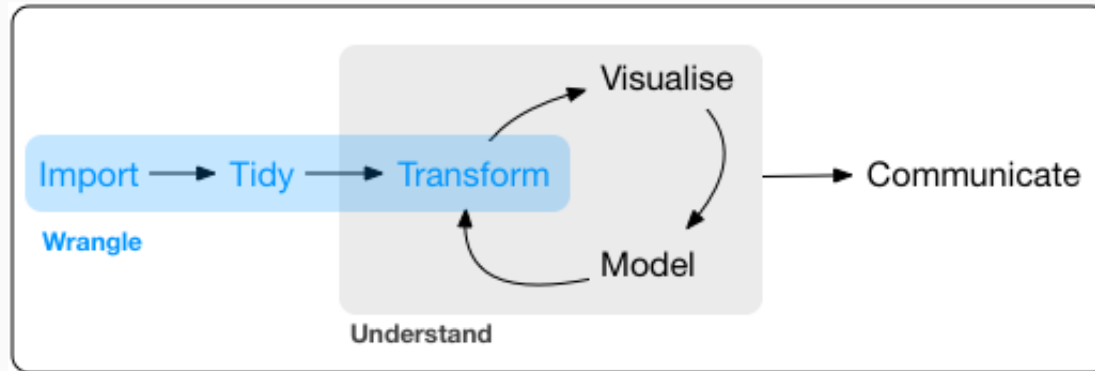 Visualise
Import Tidy Transform Communicate
Wrangle
Model
Understand